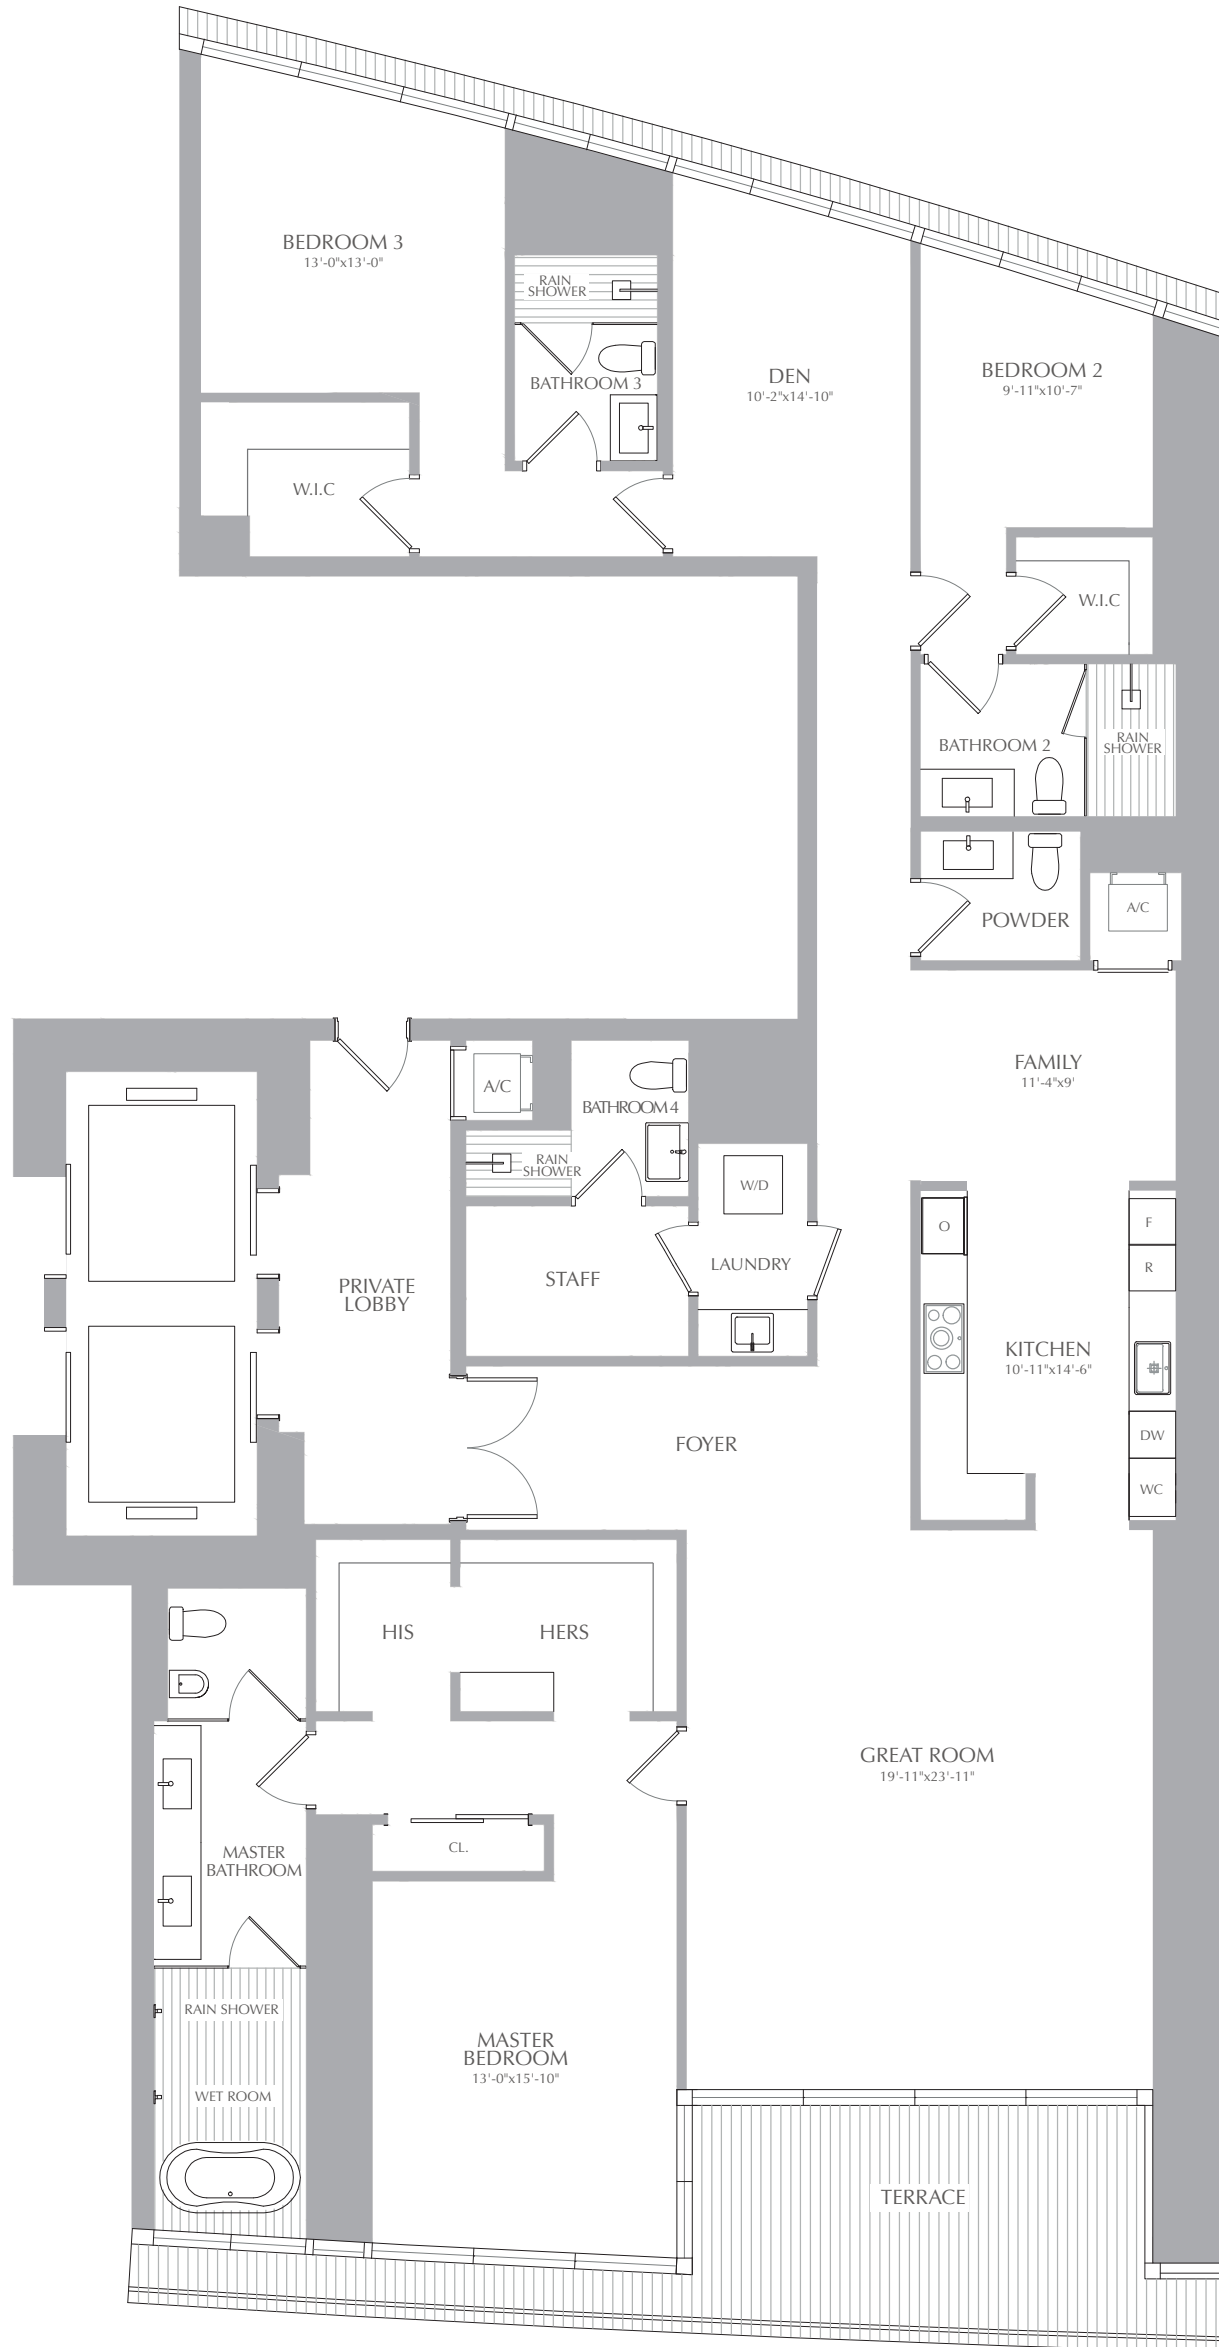 BEDROOM 3
13'-0"x13'-0"
RAIN
SHOWER
BATHROOM 3
DEN
10'-2"x14'-10"
BEDROOM 2
9'-11"x10'-7"
W.I.C
W.I.C
BATHROOM 2
RAIN
SHOWER
POWDER
A/C
FAMILY
11'-4"x9'
A/C
BATHROOM 4
RAIN
SHOWER
W/D
STAFF
LAUNDRY
PRIVATE
LOBBY
O
F
R
KITCHEN
10'-11"x14'-6"
DW
WC
FOYER
HIS
HERS
GREAT ROOM
19'-11"x23'-11"
CL.
MASTER
BATHROOM
RAIN SHOWER
WET ROOM
MASTER
BEDROOM
13'-0"x15'-10"
TERRACE